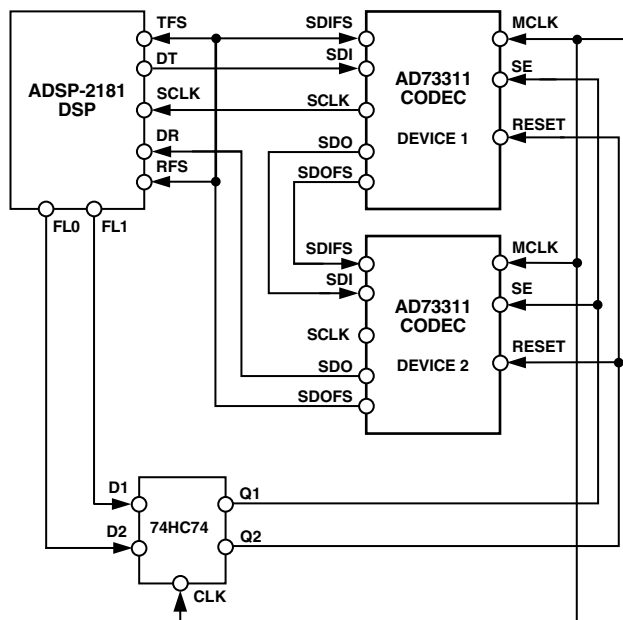 TFS
DT
SCLK
DR
RFS
ADSP-2181
DSP
FL0
FL1
SDIFS
SDI
SCLK
SDO
SDOFS
AD73311
CODEC
DEVICE 1
MCLK
SE
RESET
SDIFS
SDI
SCLK
SDO
SDOFS
AD73311
CODEC
DEVICE 2
MCLK
SE
RESET
D1
D2
74HC74
Q1
Q2
CLK